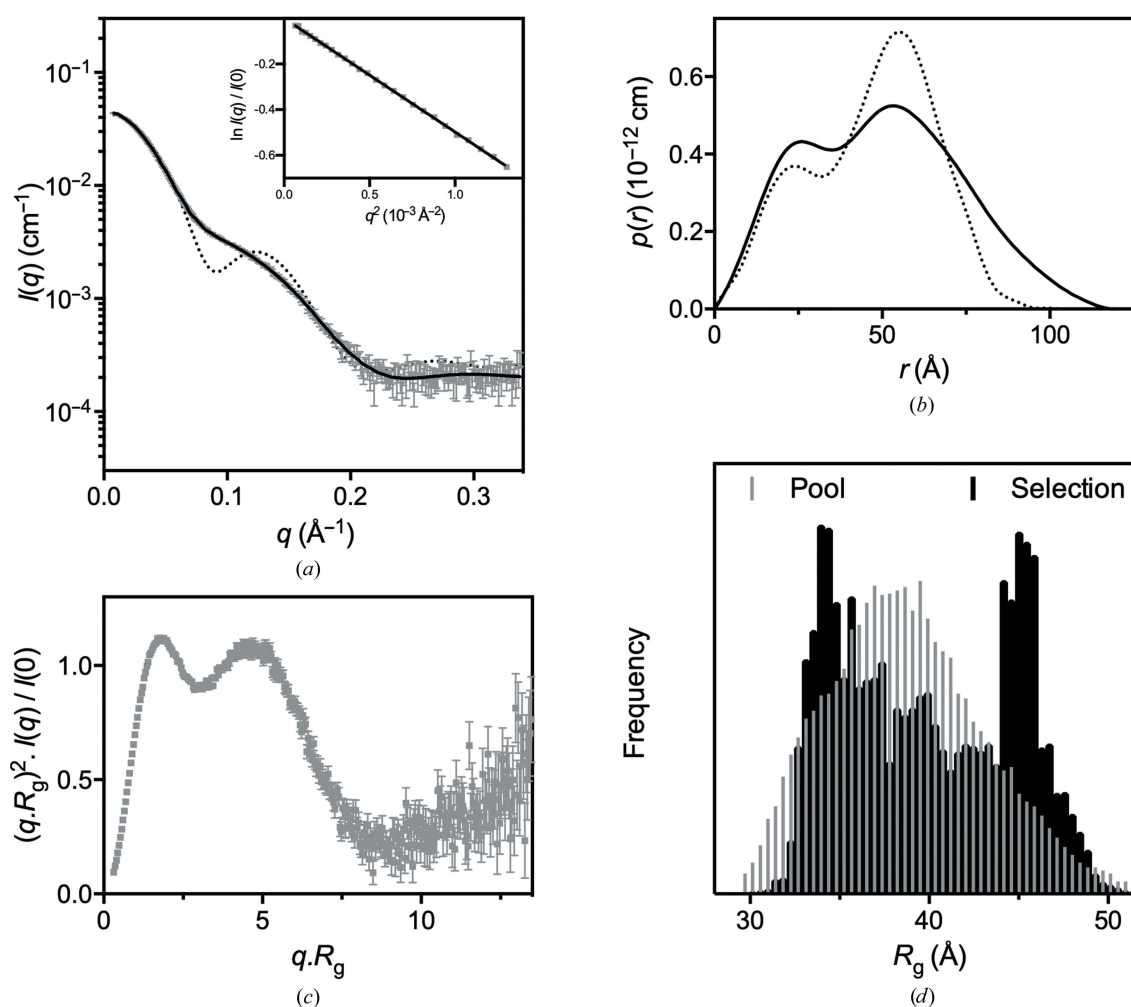 10⁻¹
10⁻²
10⁻³
10⁻⁴
I(q) (cm⁻¹)
0.0 0.1 0.2 0.3
q (Å⁻¹)
-0.2
-0.4
-0.6
ln I(q) / I(0)
0.0 0.5 1.0
q² (10⁻³ Å⁻²)
(a)
0.6
0.4
0.2
0.0
p(r) (10⁻¹² cm)
0 50 100
r (Å)
(b)
1.0
0.5
0.0
(q.Rg)². I(q) / I(0)
0 5 10
q.Rg
(c)
Pool Selection
Frequency
30 40 50
Rg (Å)
(d)